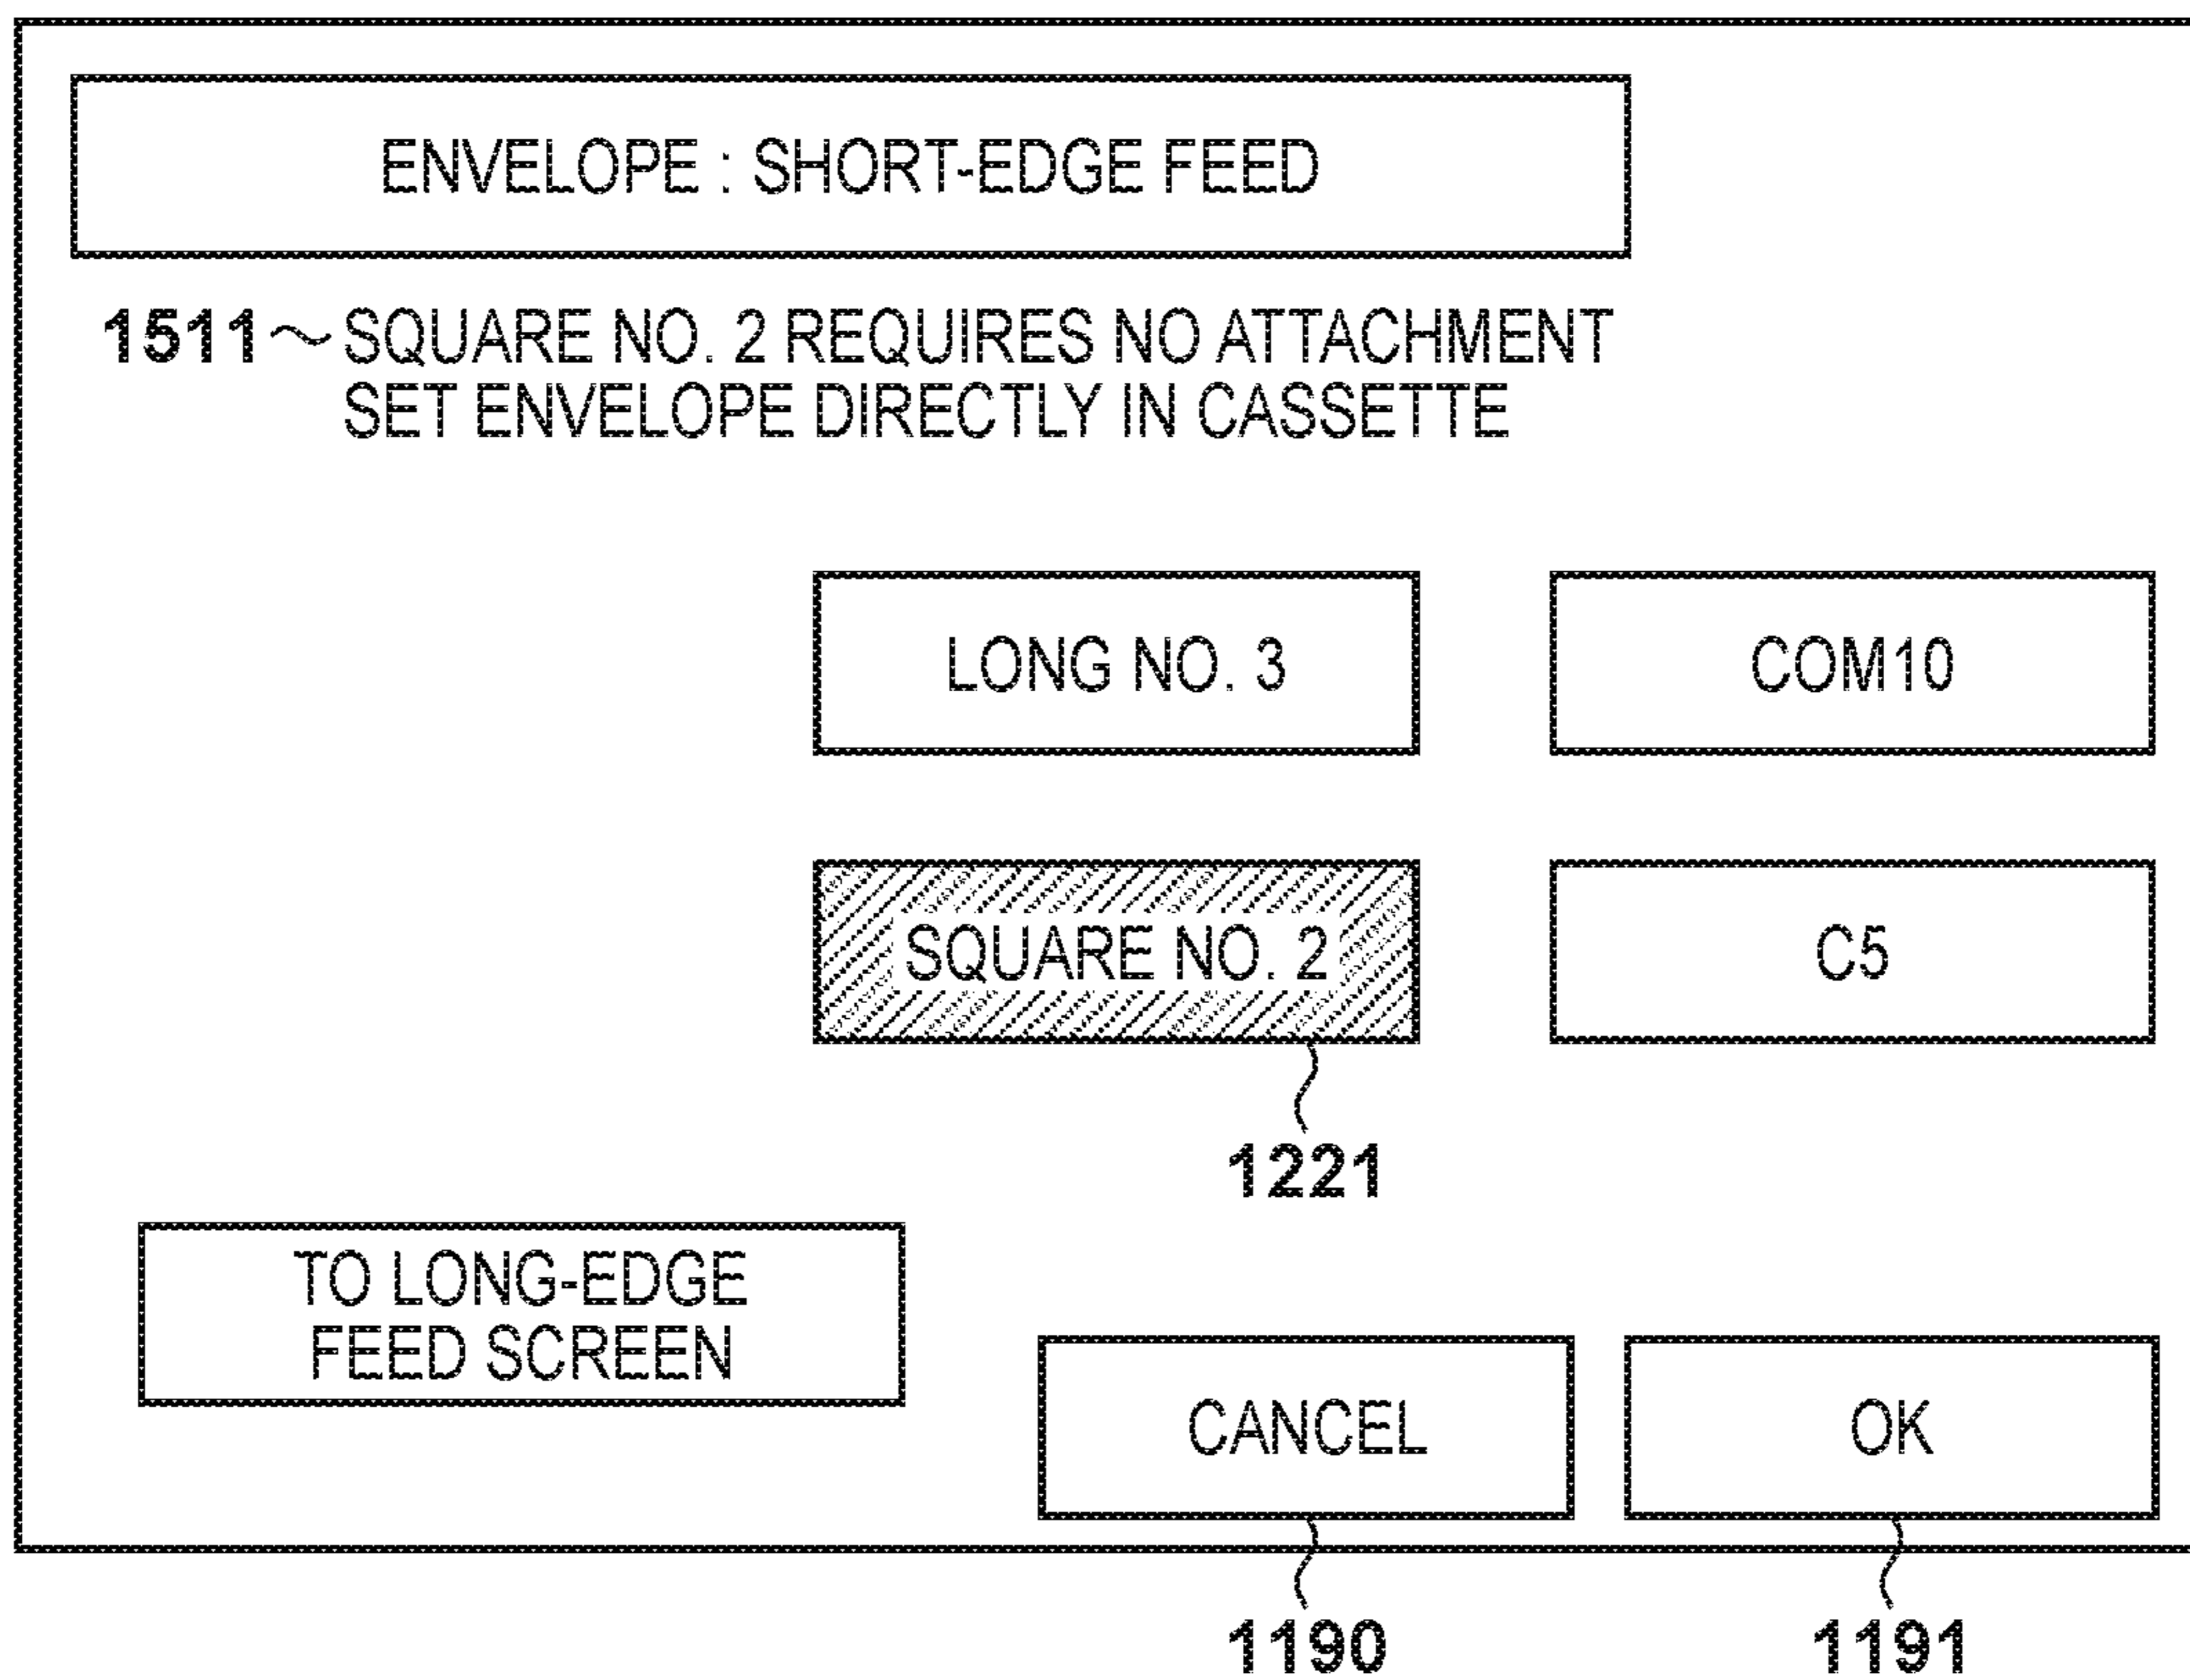 ENVELOPE : SHORT-EDGE FEED
1511 SQUARE NO. 2 REQUIRES NO ATTACHMENT
SET ENVELOPE DIRECTLY IN CASSETTE
LONG NO. 3 COM10
SQUARE NO. 2 C5
1221
TO LONG-EDGE
FEED SCREEN
CANCEL OK
1190 1191